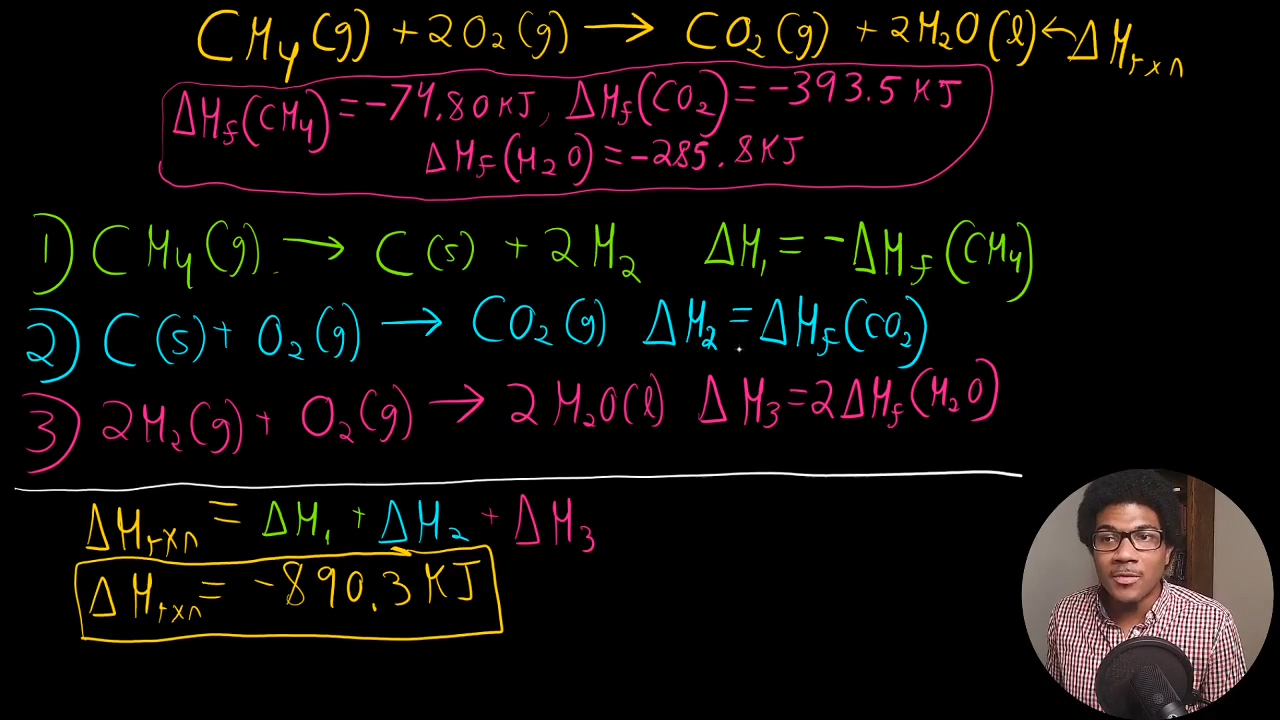 CH4(g) + 2O2(g) → CO2(g) + 2H2O(l) ← ΔHrxn
ΔHf(CH4) = -74.80 KJ, ΔHf(CO2) = -393.5 KJ
ΔHf(H2O) = -285.8 KJ
1) CH4(g) → C(s) + 2H2 ΔH1 = -ΔHf(CH4)
2) C(s) + O2(g) → CO2(g) ΔH2 = ΔHf(CO2)
3) 2H2(g) + O2(g) → 2H2O(l) ΔH3 = 2ΔHf(H2O)
ΔHrxn = ΔH1 + ΔH2 + ΔH3
ΔHrxn = -890.3 KJ